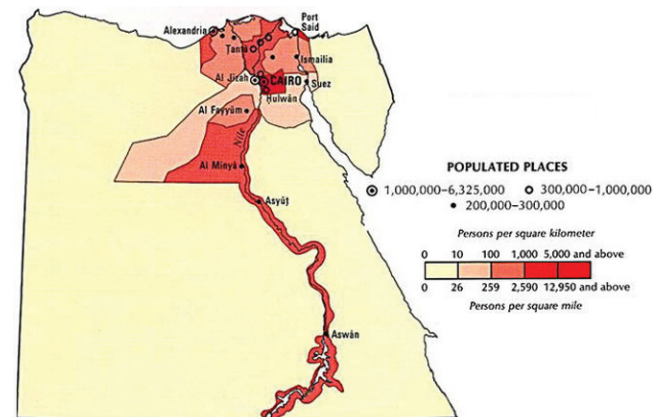 Port
Said
Alexandria
Tantā
Ismailia
Al Jīzah
CAIRO
Suez
Hulwān
Al Fayyūm
Nile
Al Minyā
Asyūţ
Aswān
POPULATED PLACES
1,000,000–6,325,000 300,000–1,000,000
200,000–300,000
Persons per square kilometer
0 10 100 1,000 5,000 and above
0 26 259 2,590 12,950 and above
Persons per square mile